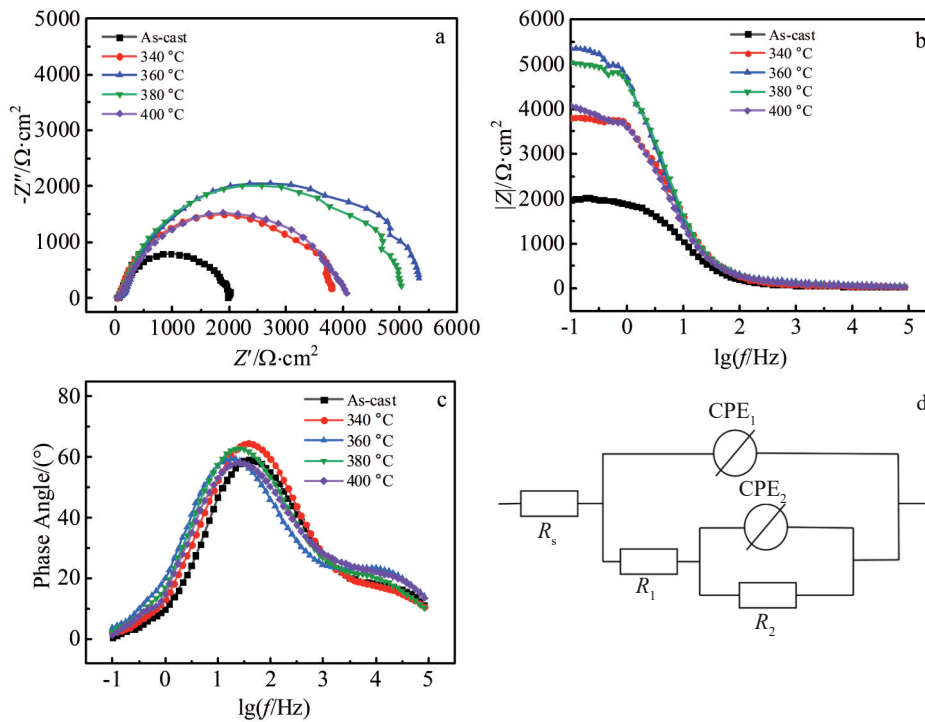 a
As-cast
340 °C
360 °C
380 °C
400 °C
5000
4000
3000
2000
1000
0
-Z″/Ω·cm²
0 1000 2000 3000 4000 5000 6000
Z′/Ω·cm²
b
As-cast
340 °C
360 °C
380 °C
400 °C
6000
5000
4000
3000
2000
1000
0
|Z|/Ω·cm²
-1 0 1 2 3 4 5
lg(f/Hz)
c
As-cast
340 °C
360 °C
380 °C
400 °C
80
60
40
20
0
Phase Angle/(°)
-1 0 1 2 3 4 5
lg(f/Hz)
d
CPE₁
CPE₂
Rₛ
R₁
R₂